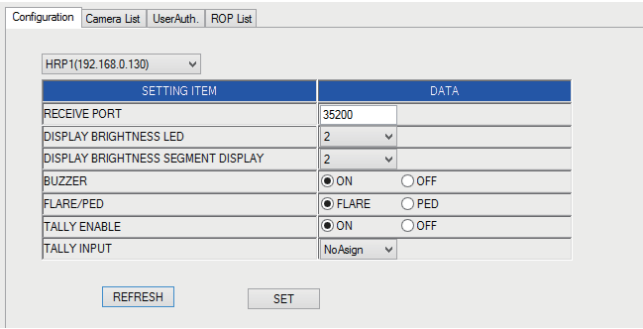 Configuration Camera List UserAuth. ROP List
HRP1(192.168.0.130)
SETTING ITEM DATA
RECEIVE PORT 35200
DISPLAY BRIGHTNESS LED 2
DISPLAY BRIGHTNESS SEGMENT DISPLAY 2
BUZZER ON OFF
FLARE/PED FLARE PED
TALLY ENABLE ON OFF
TALLY INPUT NoAsign
REFRESH SET